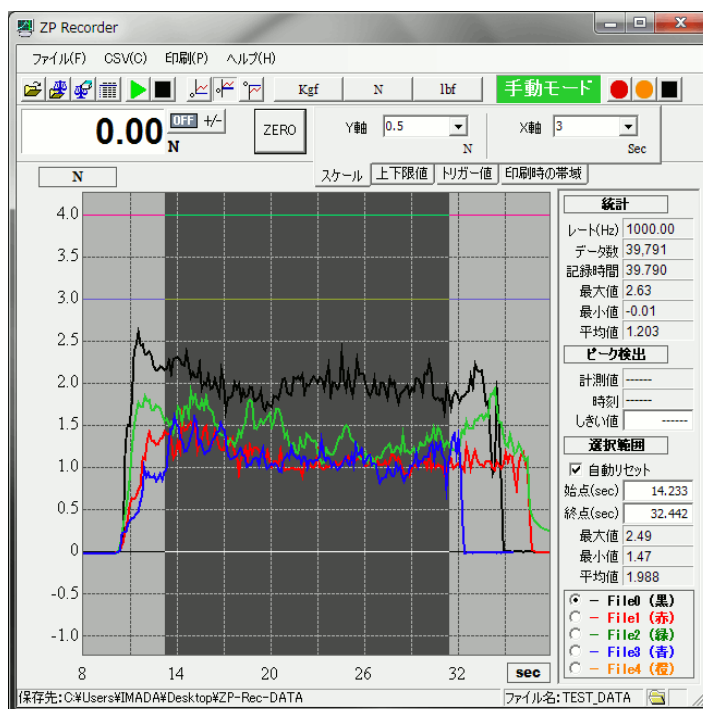 ZP Recorder
ファイル(F) CSV(C) 印刷(P) ヘルプ(H)
Kgf N lbf 手動モード
0.00 N OFF +/- ZERO Y軸 0.5 N X軸 3 Sec
スケール 上下限値 トリガー値 印刷時の帯域
N
4.0
3.5
3.0
2.5
2.0
1.5
1.0
0.5
0
-0.5
-1.0
8 14 20 26 32 sec
統計
レート(Hz) 1000.00
データ数 39,791
記録時間 39.790
最大値 2.63
最小値 -0.01
平均値 1.203
ピーク検出
計測値 ------
時刻 ------
しきい値 ------
選択範囲
自動リセット
始点(sec) 14.233
終点(sec) 32.442
最大値 2.49
最小値 1.47
平均値 1.988
— File0 (黒)
— File1 (赤)
— File2 (緑)
— File3 (青)
— File4 (橙)
保存先:C:¥Users¥IMADA¥Desktop¥ZP-Rec-DATA ファイル名:TEST_DATA